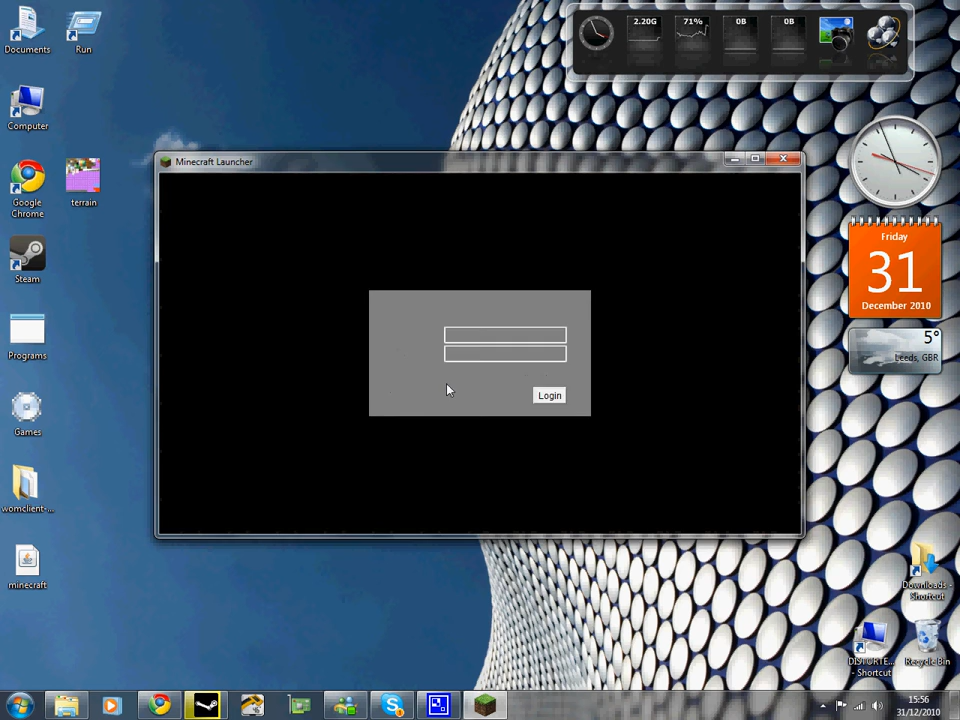 Documents
Run
Computer
Google
Chrome
terrain
Steam
Programs
Games
womclient-...
minecraft
2.20G
71%
0B
0B
Minecraft Launcher
Login
Friday
31
December 2010
5°
Leeds, GBR
Downloads -
Shortcut
DISTORTE...
- Shortcut
Recycle Bin
15:56
31/12/2010